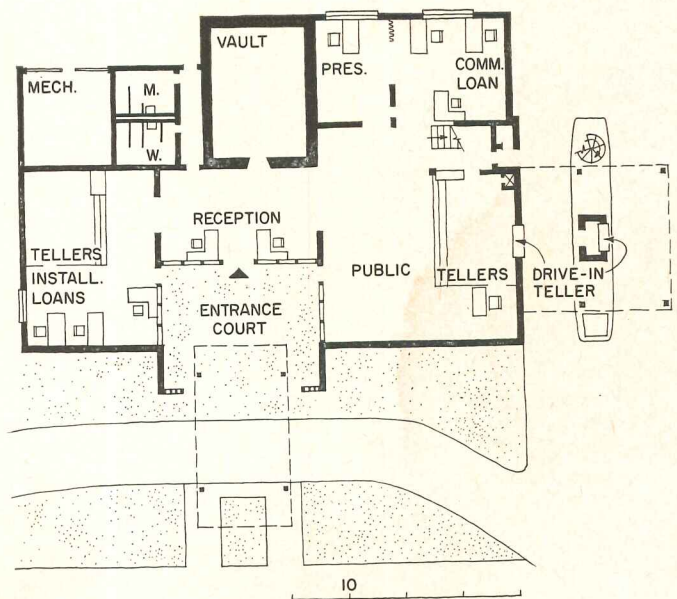 VAULT
PRES.
COMM.
LOAN
MECH.
M.
W.
RECEPTION
TELLERS
INSTALL.
LOANS
PUBLIC
TELLERS
DRIVE-IN
TELLER
ENTRANCE
COURT
10